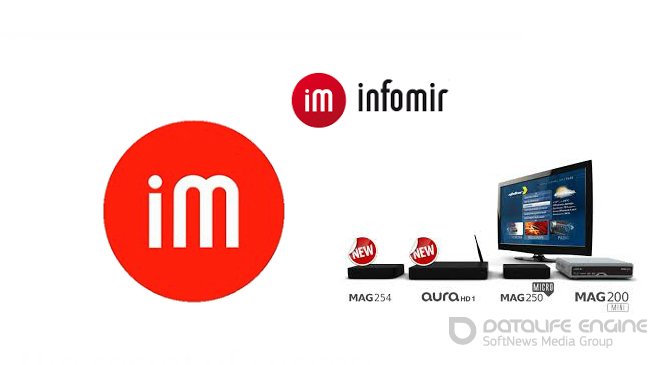 im infomir
im
NEW
NEW
MAG254
aura HD1
MAG250
MICRO
MAG200
MINI
DATALIFE ENGINE
SoftNews Media Group